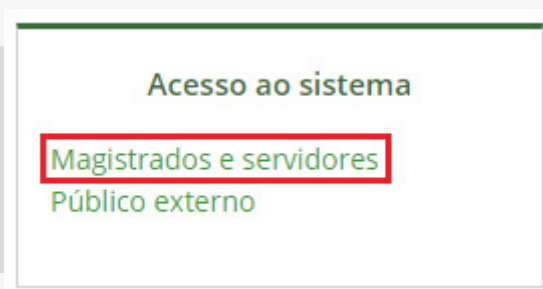 Acesso ao sistema
Magistrados e servidores
Público externo